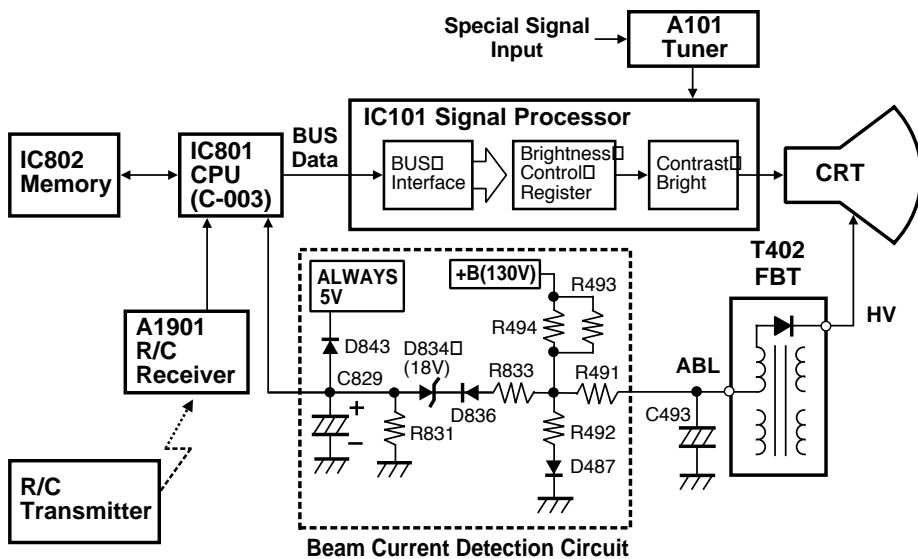 Special Signal
Input
A101
Tuner
IC101 Signal Processor
IC802
Memory
IC801
CPU
(C-003)
BUS
Data
BUS□
Interface
Brightness□
Control□
Register
Contrast□
Bright
CRT
T402
FBT
HV
ALWAYS
5V
+B(130V)
R493
R494
A1901
R/C
Receiver
D843
D834□
(18V)
C829
R833
R491
ABL
D836
+
–
R831
R492
C493
D487
R/C
Transmitter
Beam Current Detection Circuit